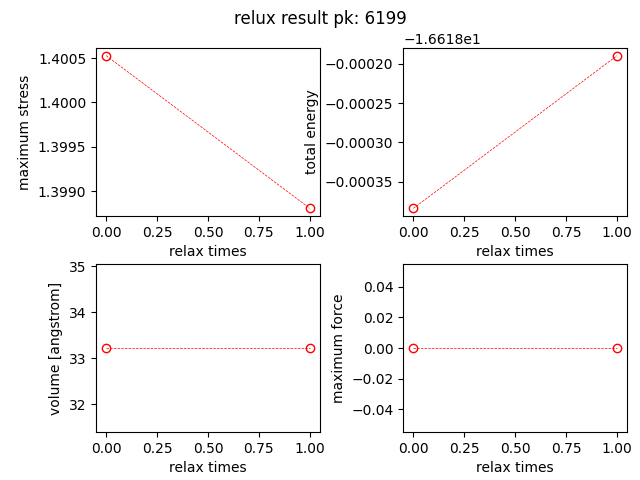 relux result pk: 6199
−1.6618e1
maximum stress
1.4005
1.4000
1.3995
1.3990
0.00 0.25 0.50 0.75 1.00
relax times
total energy
−0.00020
−0.00025
−0.00030
−0.00035
0.00 0.25 0.50 0.75 1.00
relax times
volume [angstrom]
35
34
33
32
0.00 0.25 0.50 0.75 1.00
relax times
maximum force
0.04
0.02
0.00
−0.02
−0.04
0.00 0.25 0.50 0.75 1.00
relax times